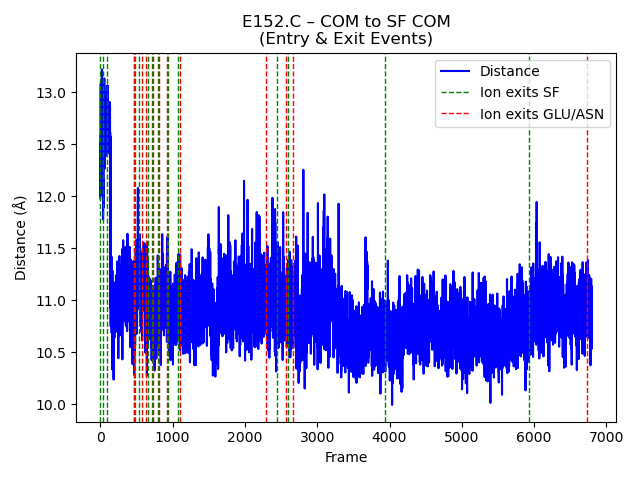 E152.C – COM to SF COM
(Entry & Exit Events)
Distance
Ion exits SF
Ion exits GLU/ASN
Distance (Å)
13.0
12.5
12.0
11.5
11.0
10.5
10.0
0 1000 2000 3000 4000 5000 6000 7000
Frame